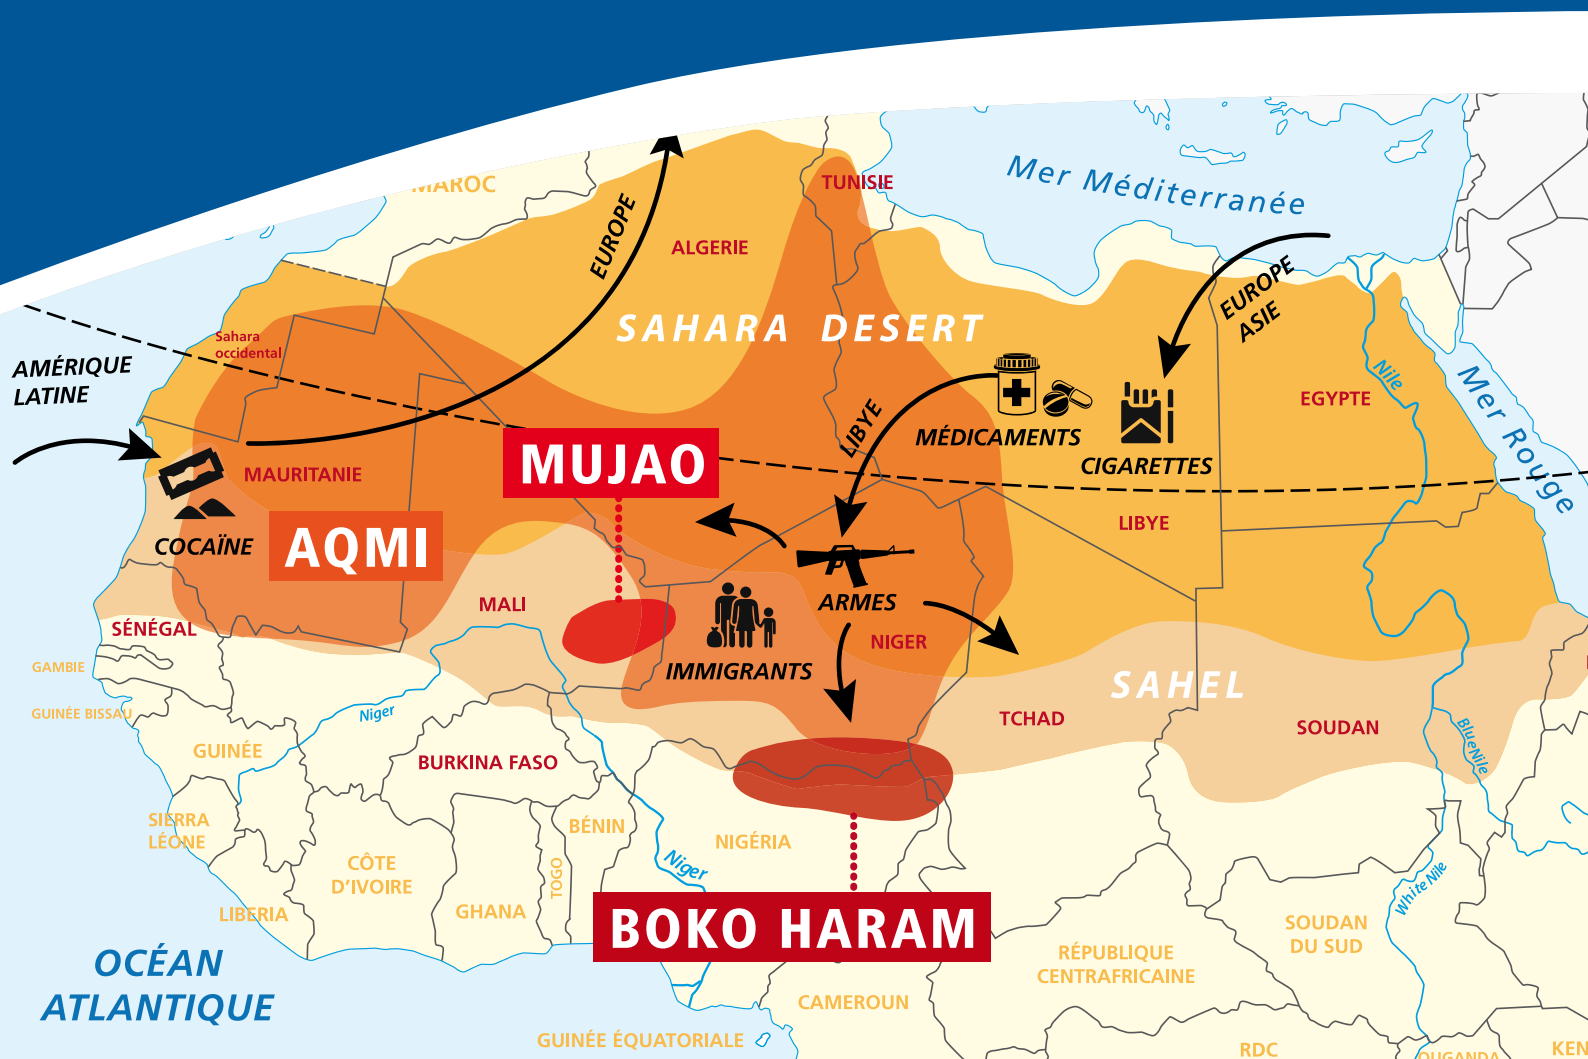 MAROC
TUNISIE
Mer Méditerranée
ALGERIE
EUROPE
EUROPE
ASIE
SAHARA DESERT
Sahara
occidental
AMÉRIQUE
LATINE
Nile
Mer Rouge
EGYPTE
LIBYE
MÉDICAMENTS
CIGARETTES
MUJAO
MAURITANIE
COCAÏNE
AQMI
LIBYE
ARMES
MALI
SÉNÉGAL
NIGER
IMMIGRANTS
GAMBIE
SAHEL
GUINÉE BISSAU
Niger
TCHAD
SOUDAN
BlueNile
GUINÉE
BURKINA FASO
SIERRA
LÉONE
BÉNIN
NIGÉRIA
CÔTE
D'IVOIRE
TOGO
Niger
White Nile
LIBERIA
GHANA
BOKO HARAM
SOUDAN
DU SUD
OCÉAN
ATLANTIQUE
RÉPUBLIQUE
CENTRAFRICAINE
CAMEROUN
GUINÉE ÉQUATORIALE
RDC
OUGANDA
KEN